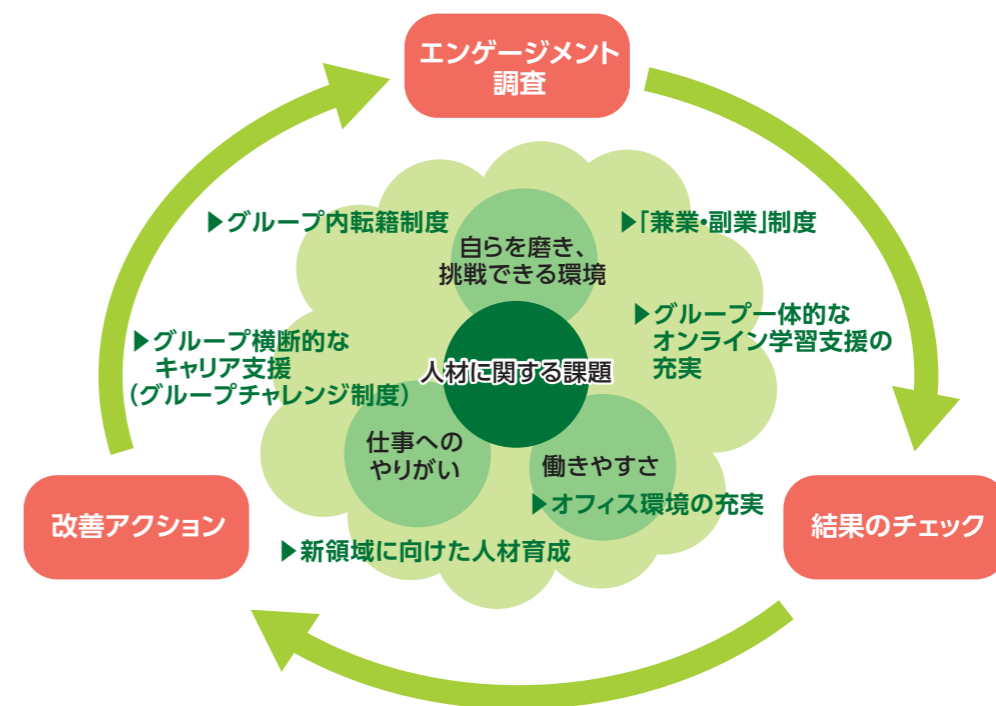 エンゲージメント
調査
▶グループ内転籍制度
▶「兼業・副業」制度
自らを磨き、
挑戦できる環境
▶グループ横断的な
キャリア支援
（グループチャレンジ制度）
▶グループ一体的な
オンライン学習支援の
充実
人材に関する課題
仕事への
やりがい
働きやすさ
▶オフィス環境の充実
▶新領域に向けた人材育成
改善アクション
結果のチェック